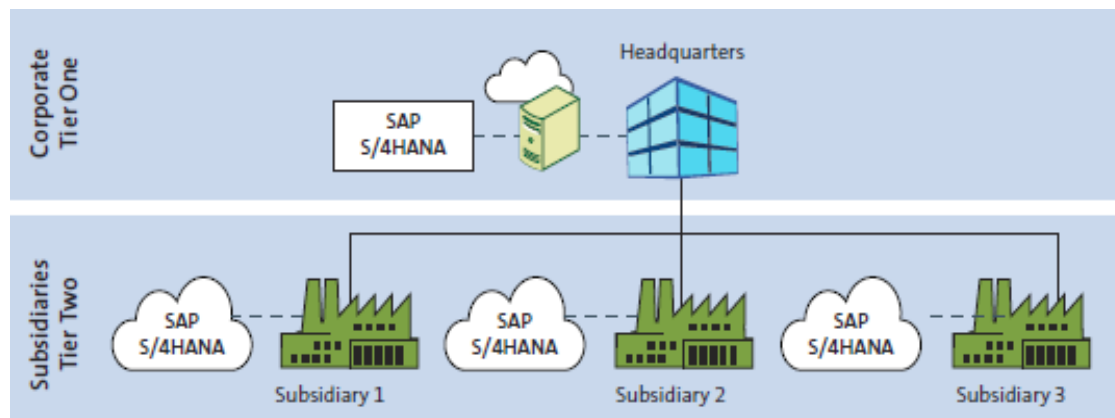 Corporate
Tier One
Headquarters
SAP
S/4HANA
Subsidiaries
Tier Two
SAP
S/4HANA
Subsidiary 1
SAP
S/4HANA
Subsidiary 2
SAP
S/4HANA
Subsidiary 3